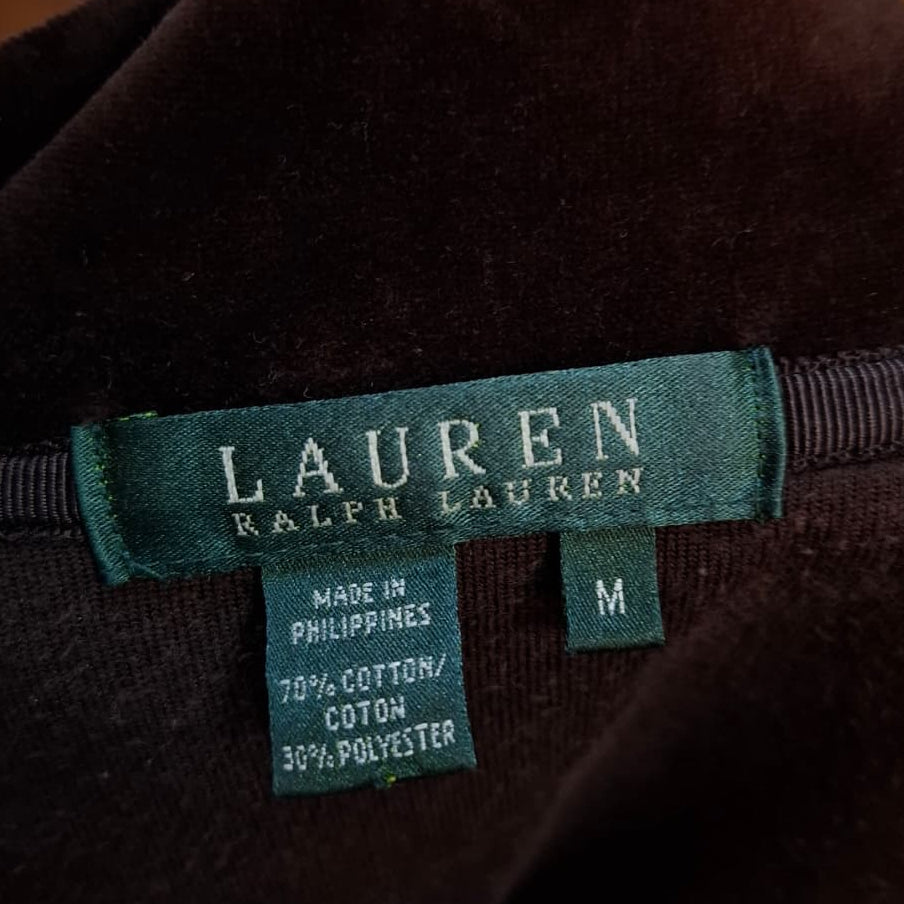 LAUREN
RALPH LAUREN
MADE IN
PHILIPPINES
70% COTTON/
COTON
30% POLYESTER
M